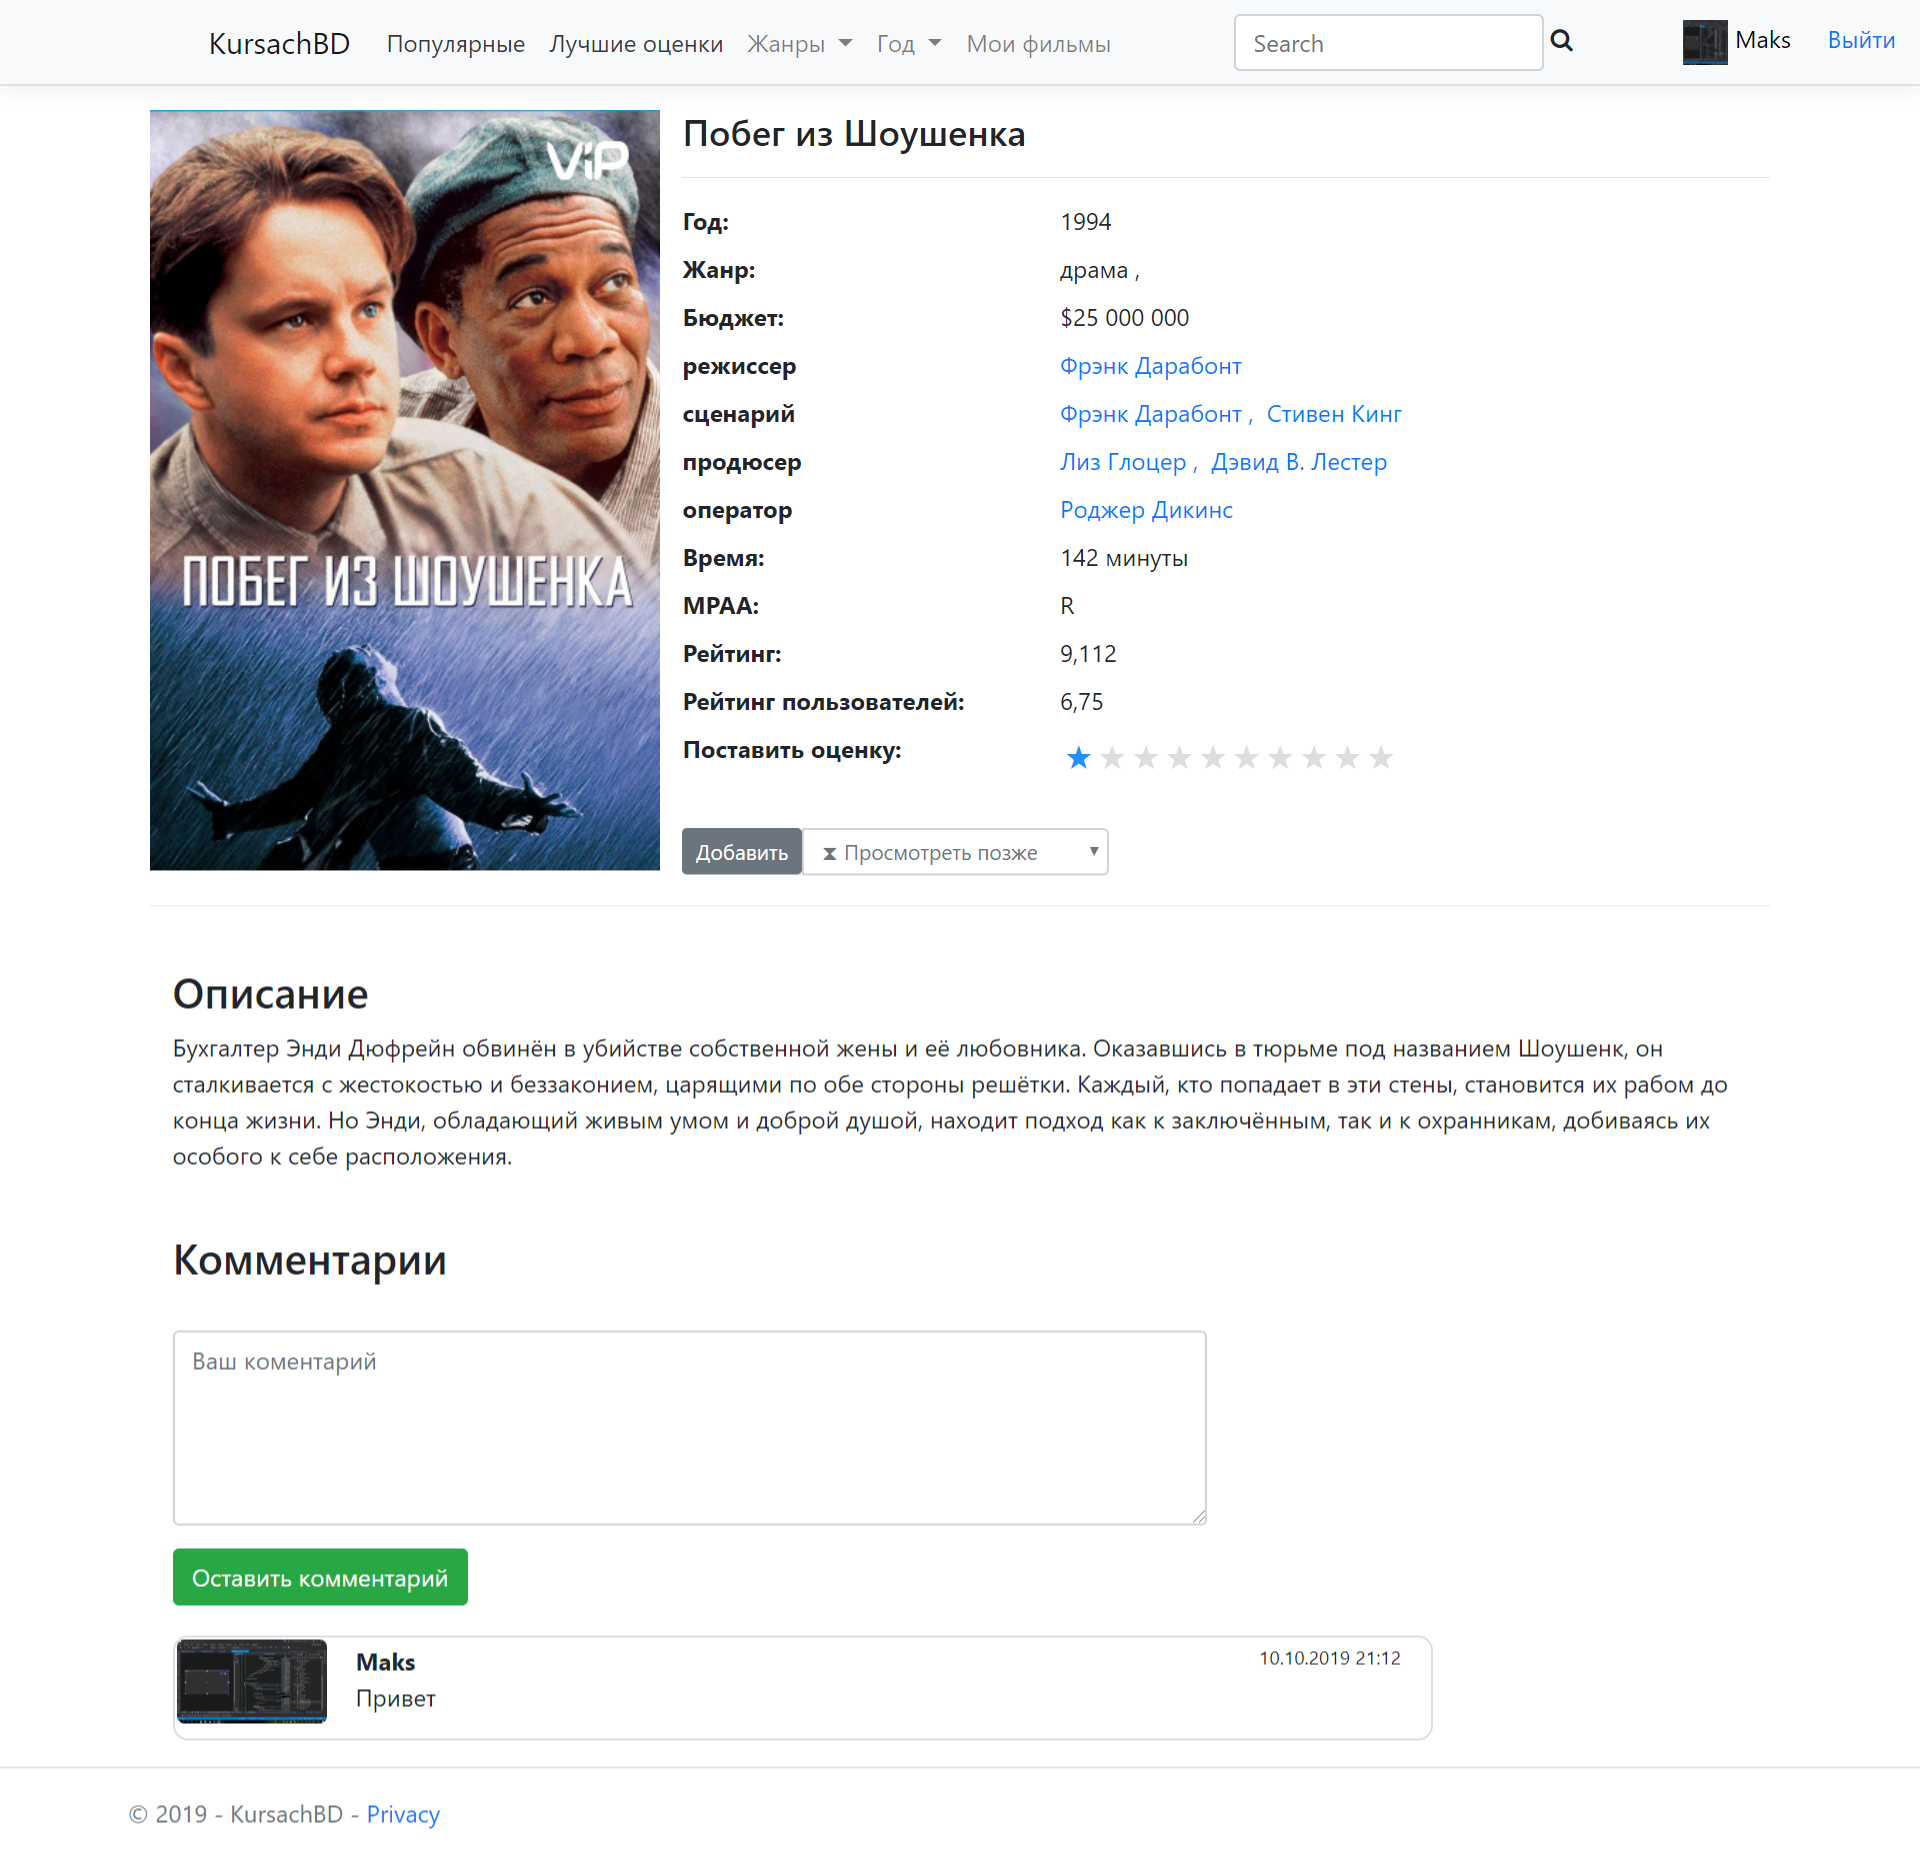 KursachBD Популярные Лучшие оценки Жанры Год Мои фильмы Search Maks Выйти
ViP
ПОБЕГ ИЗ ШОУШЕНКА
Побег из Шоушенка
Год: 1994
Жанр: драма ,
Бюджет: $25 000 000
режиссер Фрэнк Дарабонт
сценарий Фрэнк Дарабонт , Стивен Кинг
продюсер Лиз Глоцер , Дэвид В. Лестер
оператор Роджер Дикинс
Время: 142 минуты
MPAA: R
Рейтинг: 9,112
Рейтинг пользователей: 6,75
Поставить оценку:
Добавить Просмотреть позже
Описание
Бухгалтер Энди Дюфрейн обвинён в убийстве собственной жены и её любовника. Оказавшись в тюрьме под названием Шоушенк, он
сталкивается с жестокостью и беззаконием, царящими по обе стороны решётки. Каждый, кто попадает в эти стены, становится их рабом до
конца жизни. Но Энди, обладающий живым умом и доброй душой, находит подход как к заключённым, так и к охранникам, добиваясь их
особого к себе расположения.
Комментарии
Ваш коментарий
Оставить комментарий
Maks 10.10.2019 21:12
Привет
© 2019 - KursachBD - Privacy